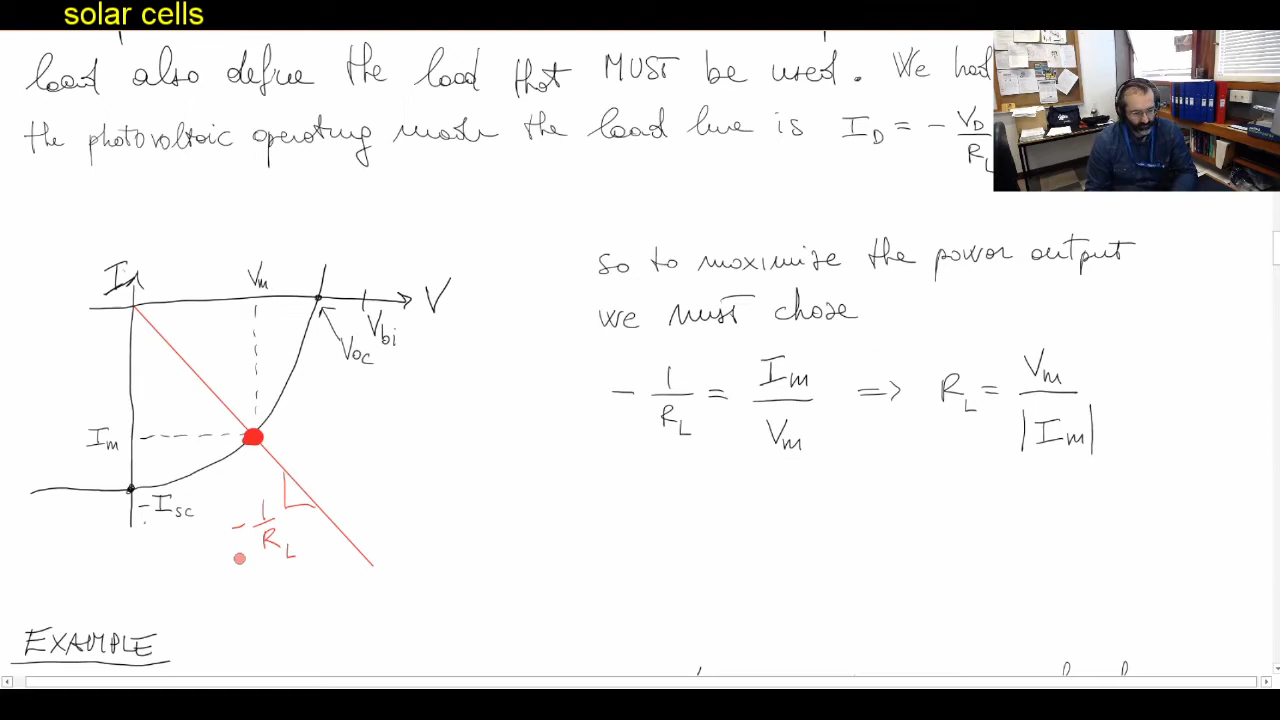 solar cells
load also define the load that MUST be used. We had
the photovoltaic operating mode the load line is I_D = - V_D / R_L
I
V_m
V
V_bi
V_oc
I_m
- I_sc
- 1 / R_L
so to maximise the power output
we must chose
- 1 / R_L = I_m / V_m => R_L = V_m / |I_m|
EXAMPLE